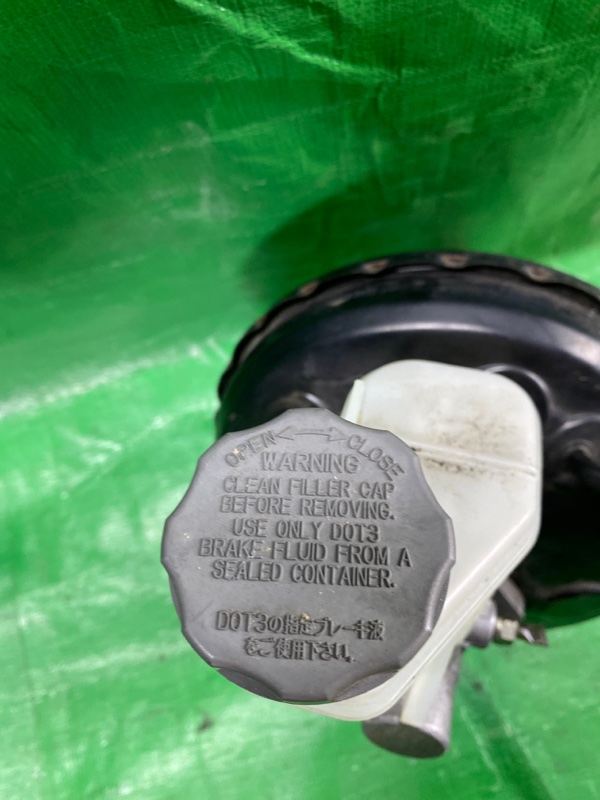 OPEN ←→ CLOSE
WARNING
CLEAN FILLER CAP
BEFORE REMOVING.
USE ONLY DOT3
BRAKE FLUID FROM A
SEALED CONTAINER.
DOT3の指定ブレーキ液
をご使用下さい。